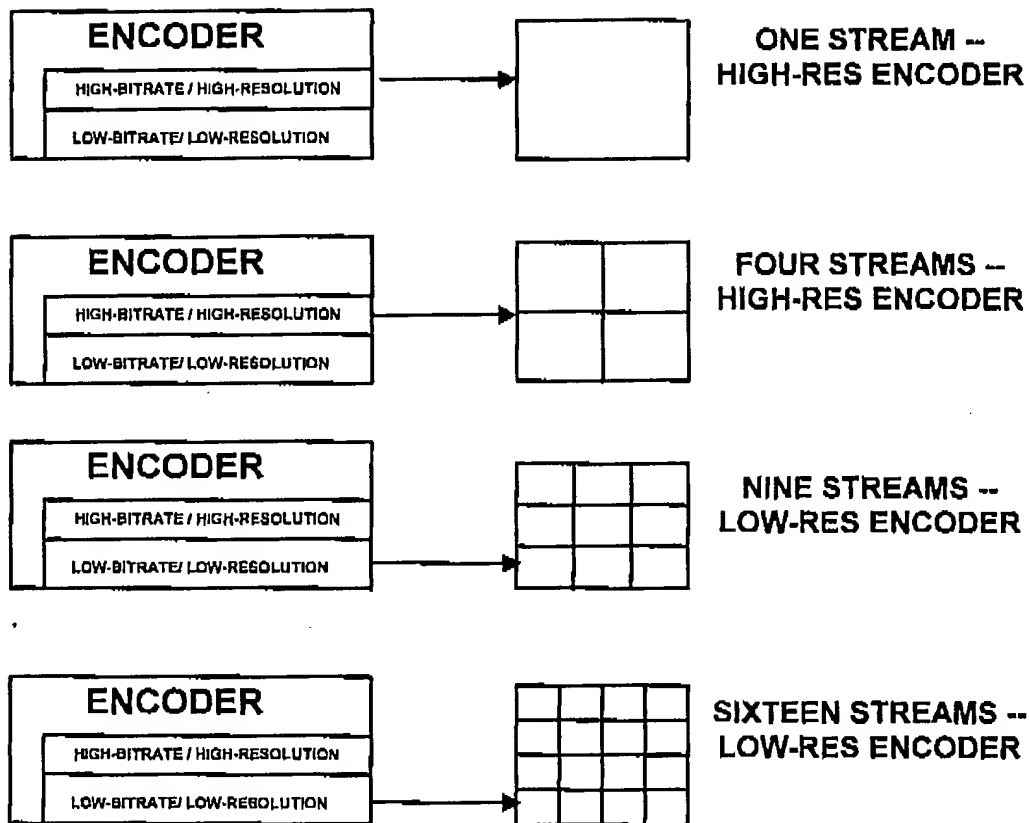 ENCODER
HIGH-BITRATE / HIGH-RESOLUTION
LOW-BITRATE/ LOW-RESOLUTION
ONE STREAM --
HIGH-RES ENCODER
ENCODER
HIGH-BITRATE / HIGH-RESOLUTION
LOW-BITRATE/ LOW-RESOLUTION
FOUR STREAMS --
HIGH-RES ENCODER
ENCODER
HIGH-BITRATE / HIGH-RESOLUTION
LOW-BITRATE/ LOW-RESOLUTION
NINE STREAMS --
LOW-RES ENCODER
ENCODER
HIGH-BITRATE / HIGH-RESOLUTION
LOW-BITRATE/ LOW-RESOLUTION
SIXTEEN STREAMS --
LOW-RES ENCODER